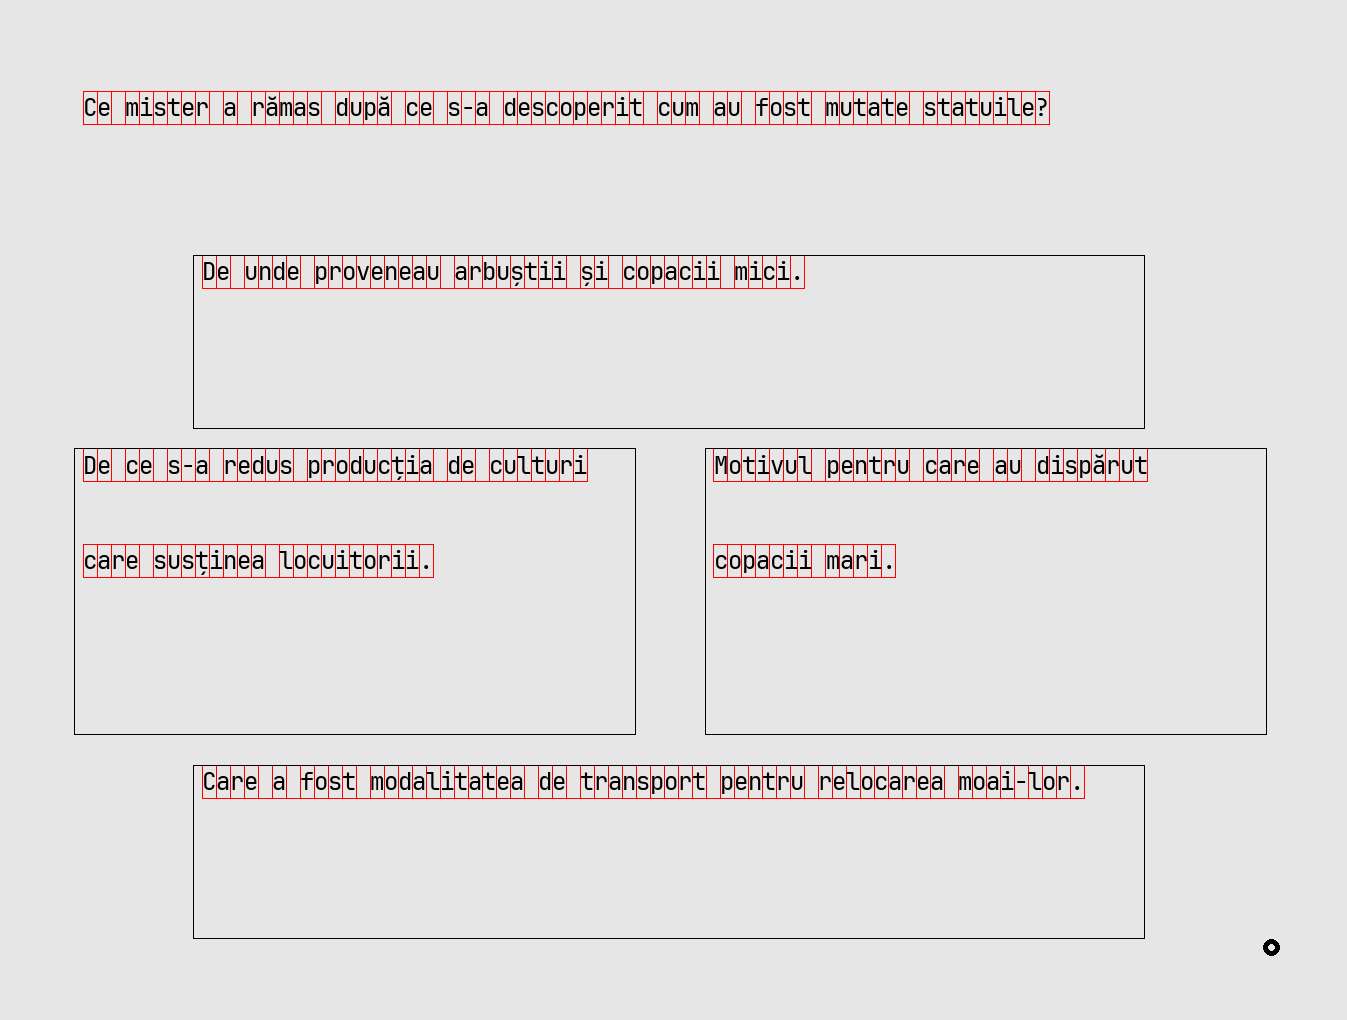 Ce mister a rămas după ce s-a descoperit cum au fost mutate statuile?
De unde proveneau arbuștii și copacii mici.
De ce s-a redus producția de culturi
care susținea locuitorii.
Motivul pentru care au dispărut
copacii mari.
Care a fost modalitatea de transport pentru relocarea moai-lor.